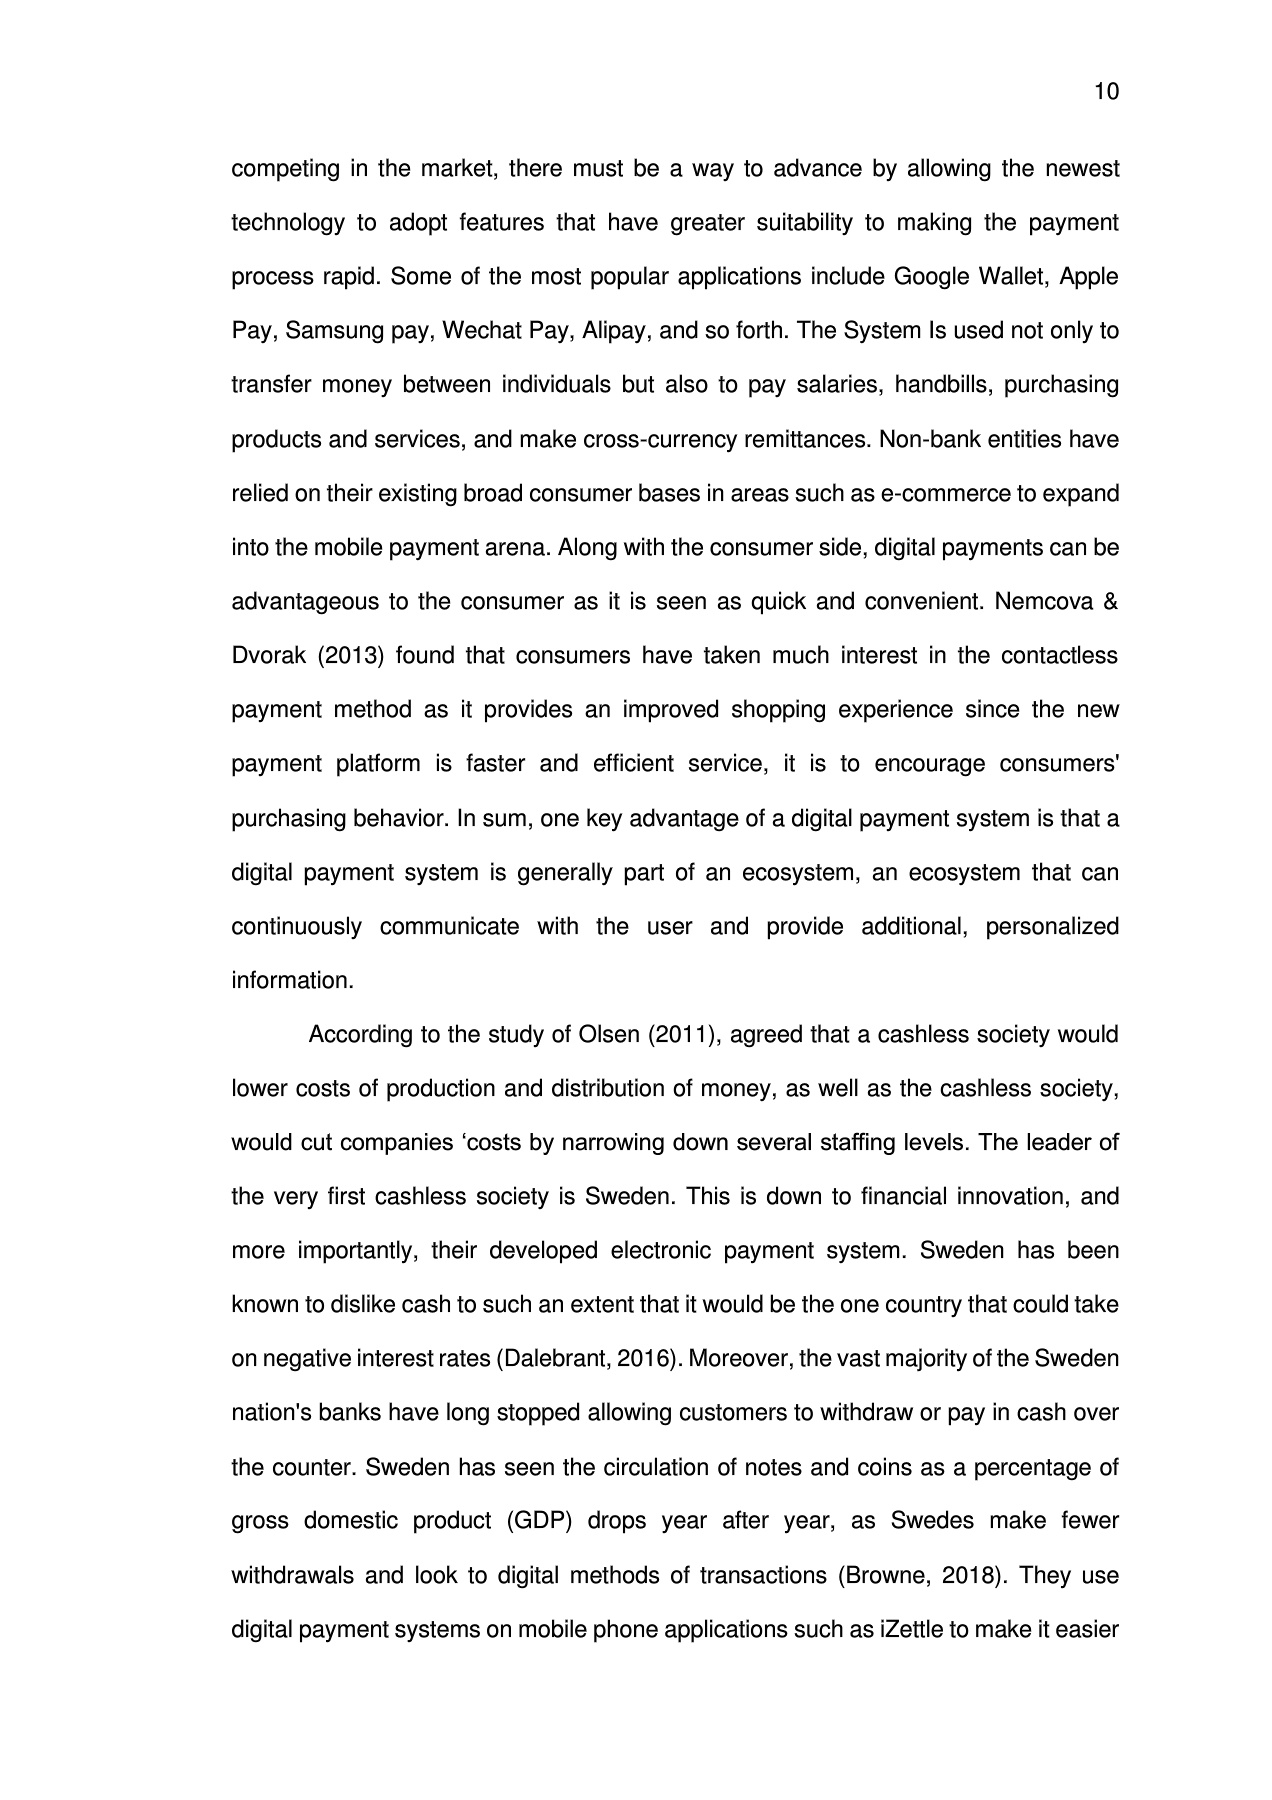 10
competing in the market, there must be a way to advance by allowing the newest
technology to adopt features that have greater suitability to making the payment
process rapid. Some of the most popular applications include Google Wallet, Apple
Pay, Samsung pay, Wechat Pay, Alipay, and so forth. The System Is used not only to
transfer money between individuals but also to pay salaries, handbills, purchasing
products and services, and make cross-currency remittances. Non-bank entities have
relied on their existing broad consumer bases in areas such as e-commerce to expand
into the mobile payment arena. Along with the consumer side, digital payments can be
advantageous to the consumer as it is seen as quick and convenient. Nemcova &
Dvorak (2013) found that consumers have taken much interest in the contactless
payment method as it provides an improved shopping experience since the new
payment platform is faster and efficient service, it is to encourage consumers'
purchasing behavior. In sum, one key advantage of a digital payment system is that a
digital payment system is generally part of an ecosystem, an ecosystem that can
continuously communicate with the user and provide additional, personalized
information.
According to the study of Olsen (2011), agreed that a cashless society would
lower costs of production and distribution of money, as well as the cashless society,
would cut companies ‘costs by narrowing down several staffing levels. The leader of
the very first cashless society is Sweden. This is down to financial innovation, and
more importantly, their developed electronic payment system. Sweden has been
known to dislike cash to such an extent that it would be the one country that could take
on negative interest rates (Dalebrant, 2016). Moreover, the vast majority of the Sweden
nation's banks have long stopped allowing customers to withdraw or pay in cash over
the counter. Sweden has seen the circulation of notes and coins as a percentage of
gross domestic product (GDP) drops year after year, as Swedes make fewer
withdrawals and look to digital methods of transactions (Browne, 2018). They use
digital payment systems on mobile phone applications such as iZettle to make it easier